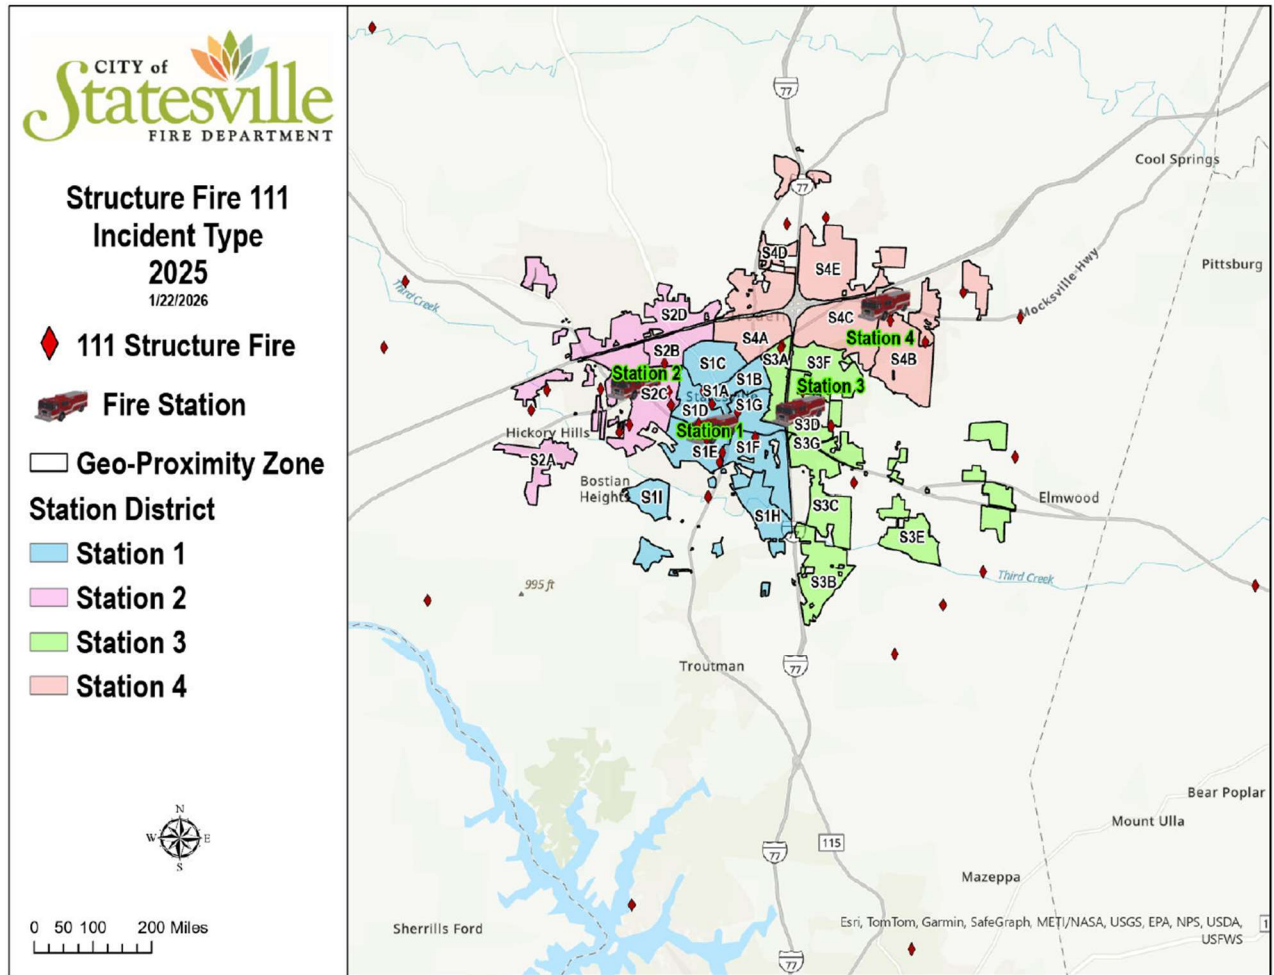 CITY of
Statesville
FIRE DEPARTMENT
Structure Fire 111
Incident Type
2025
1/22/2026
111 Structure Fire
Fire Station
Geo-Proximity Zone
Station District
Station 1
Station 2
Station 3
Station 4
N
W E
S
0 50 100 200 Miles
77
Cool Springs
77
Pittsburg
Mocksville-Hwy
Third Creek
S4D
S4E
S2D
S4C
Station 4
S4A
S4B
S2B
S3A
S3F
S1C
Station 2
S1B
Station 3
S2C
S1A
S1D
S1G
S3D
Station 1
Hickory Hills
S3G
S1F
S1E
S2A
Bostian
Heights
S1I
S3C
Elmwood
S1H
S3E
S3B
Third Creek
995 ft
Troutman
77
Bear Poplar
Mount Ulla
115
77
Mazeppa
Sherrills Ford
Esri, TomTom, Garmin, SafeGraph, METI/NASA, USGS, EPA, NPS, USDA,
USFWS
77